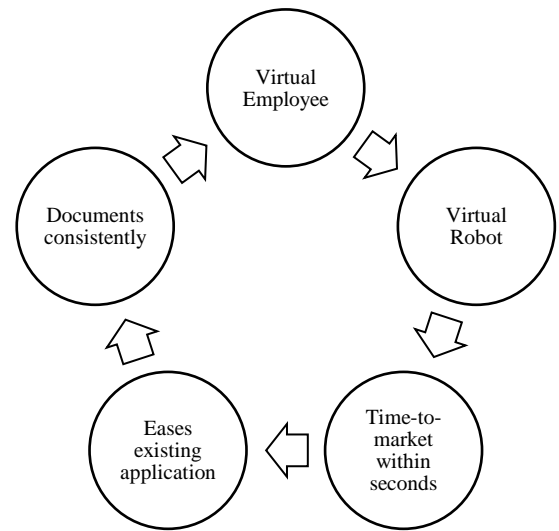 Virtual
Employee
Virtual
Robot
Time-to-
market
within
seconds
Eases
existing
application
Documents
consistently